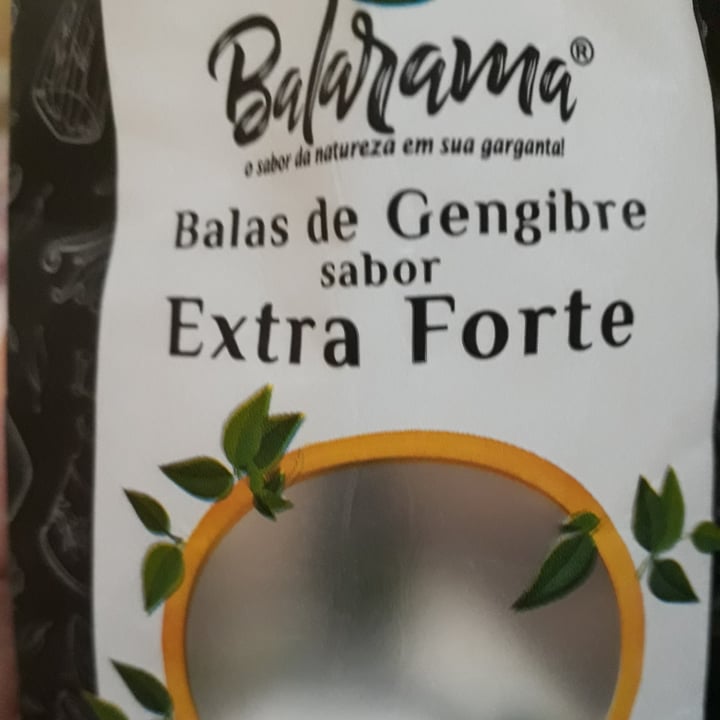 Balarama®
o sabor da natureza em sua garganta!
Balas de Gengibre
sabor
Extra Forte